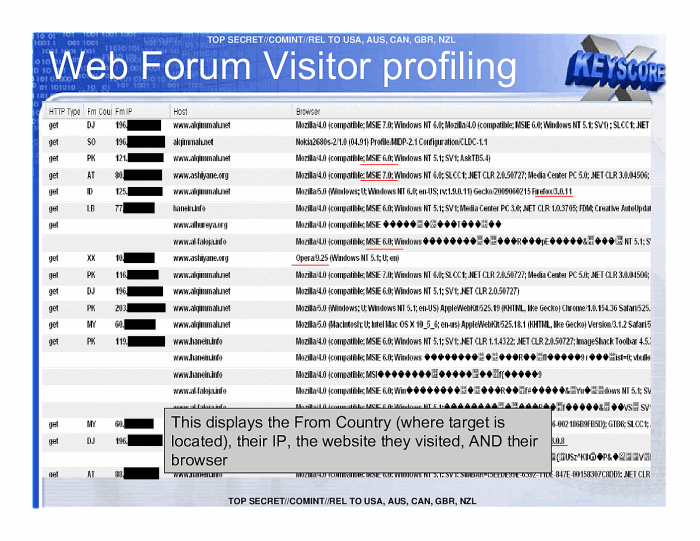 TOP SECRET//COMINT//REL TO USA, AUS, CAN, GBR, NZL
Web Forum Visitor profiling
X KEYSCORE
HTTP Type Fm Coul Fm IP Host Browser
get DJ 196. www.alqimmah.net Mozilla/4.0 (compatible; MSIE 7.0; Windows NT 6.0; Mozilla/4.0 (compatible; MSIE 6.0; Windows NT 5.1; SV1) ; SLCC1; .NET
get SO 196. alqimmah.net Nokia2680s-2/1.0 (04.91) Profile/MIDP-2.1 Configuration/CLDC-1.1
get PK 121. www.alqimmah.net Mozilla/4.0 (compatible; MSIE 6.0; Windows NT 5.1; SV1; AskTB5.4)
get AT 80. www.ashiyane.org Mozilla/4.0 (compatible; MSIE 7.0; Windows NT 6.0; SLCC1; .NET CLR 2.0.50727; Media Center PC 5.0; .NET CLR 3.0.04506;
get ID 125. www.alqimmah.net Mozilla/5.0 (Windows; U; Windows NT 6.0; en-US; rv:1.9.0.11) Gecko/2009060215 Firefox/3.0.11
get LB 77. hanein.info Mozilla/4.0 (compatible; MSIE 6.0; Windows NT 5.1; SV1; Media Center PC 3.0; .NET CLR 1.0.3705; FDM; Creative AutoUpdat
get www.alhureya.org Mozilla/4.0 (compatible; MSIE
www.al-faloja.info Mozilla/4.0 (compatible; MSIE 6.0; Windows NT 5.1; S
get XX 10. www.ashiyane.org Opera/9.25 (Windows NT 5.1; U; en)
get PK 116. www.alqimmah.net Mozilla/4.0 (compatible; MSIE 7.0; Windows NT 6.0; SLCC1; .NET CLR 2.0.50727; Media Center PC 5.0; .NET CLR 3.0.04506;
get DJ 196. www.alqimmah.net Mozilla/4.0 (compatible; MSIE 6.0; Windows NT 5.1; SV1; .NET CLR 2.0.50727)
get PK 203. www.alqimmah.net Mozilla/5.0 (Windows; U; Windows NT 5.1; en-US) AppleWebKit/525.19 (KHTML, like Gecko) Chrome/1.0.154.36 Safari/525.
get MY 60. www.alqimmah.net Mozilla/5.0 (Macintosh; U; Intel Mac OS X 10_5_6; en-us) AppleWebKit/525.18.1 (KHTML, like Gecko) Version/3.1.2 Safari/5
get PK 119. www.hanein.info Mozilla/4.0 (compatible; MSIE 6.0; Windows NT 5.1; SV1; .NET CLR 1.1.4322; .NET CLR 2.0.50727; ImageShack Toolbar 4.5.
www.hanein.info Mozilla/4.0 (compatible; MSIE 6.0; Windows
www.hanein.info Mozilla/4.0 (compatible; MSI
www.al-faloja.info Mozilla/4.0 (compatible; MSIE 6.0; Win dows NT 5.1; SV
www.al-faloja.info
get MY 60.
get DJ 196.
get AT 88. www.hanein.info
This displays the From Country (where target is
located), their IP, the website they visited, AND their
browser
TOP SECRET//COMINT//REL TO USA, AUS, CAN, GBR, NZL